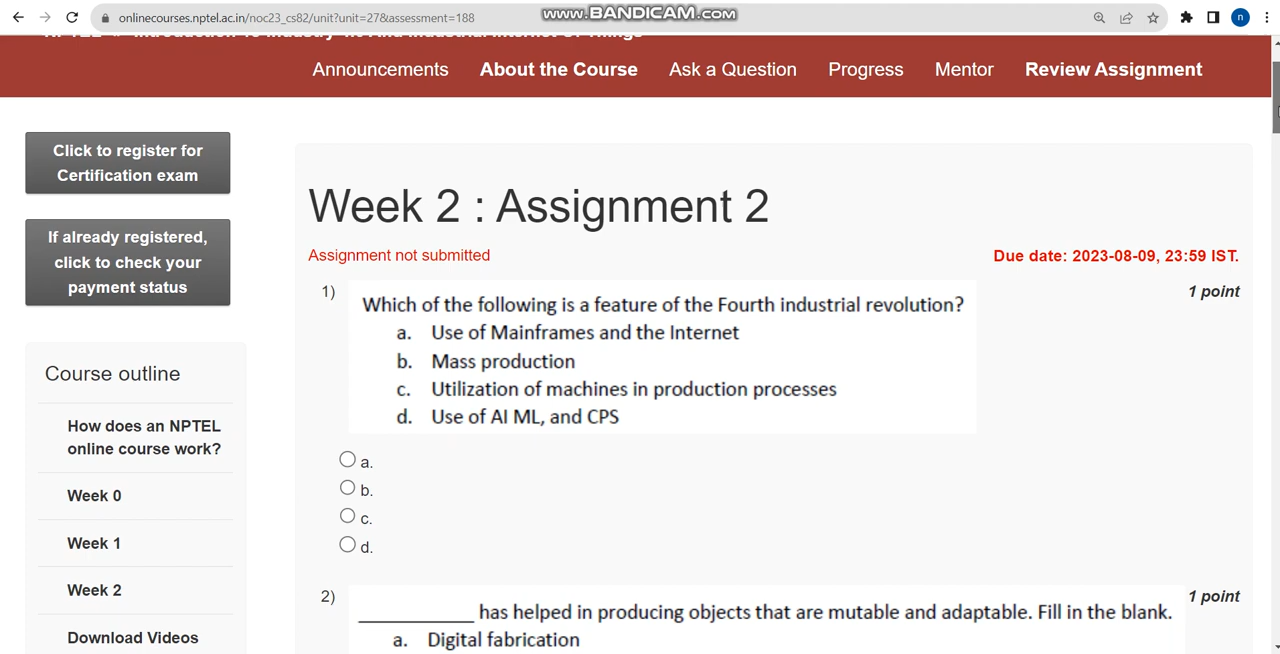 onlinecourses.nptel.ac.in/noc23_cs82/unit?unit=27&assessment=188
www.BANDICAM.com
n
Announcements About the Course Ask a Question Progress Mentor Review Assignment
Click to register for
Certification exam
If already registered,
click to check your
payment status
Course outline
How does an NPTEL
online course work?
Week 0
Week 1
Week 2
Download Videos
Week 2 : Assignment 2
Assignment not submitted
Due date: 2023-08-09, 23:59 IST.
1) 1 point
Which of the following is a feature of the Fourth industrial revolution?
a. Use of Mainframes and the Internet
b. Mass production
c. Utilization of machines in production processes
d. Use of AI ML, and CPS
a.
b.
c.
d.
2) 1 point
___________ has helped in producing objects that are mutable and adaptable. Fill in the blank.
a. Digital fabrication